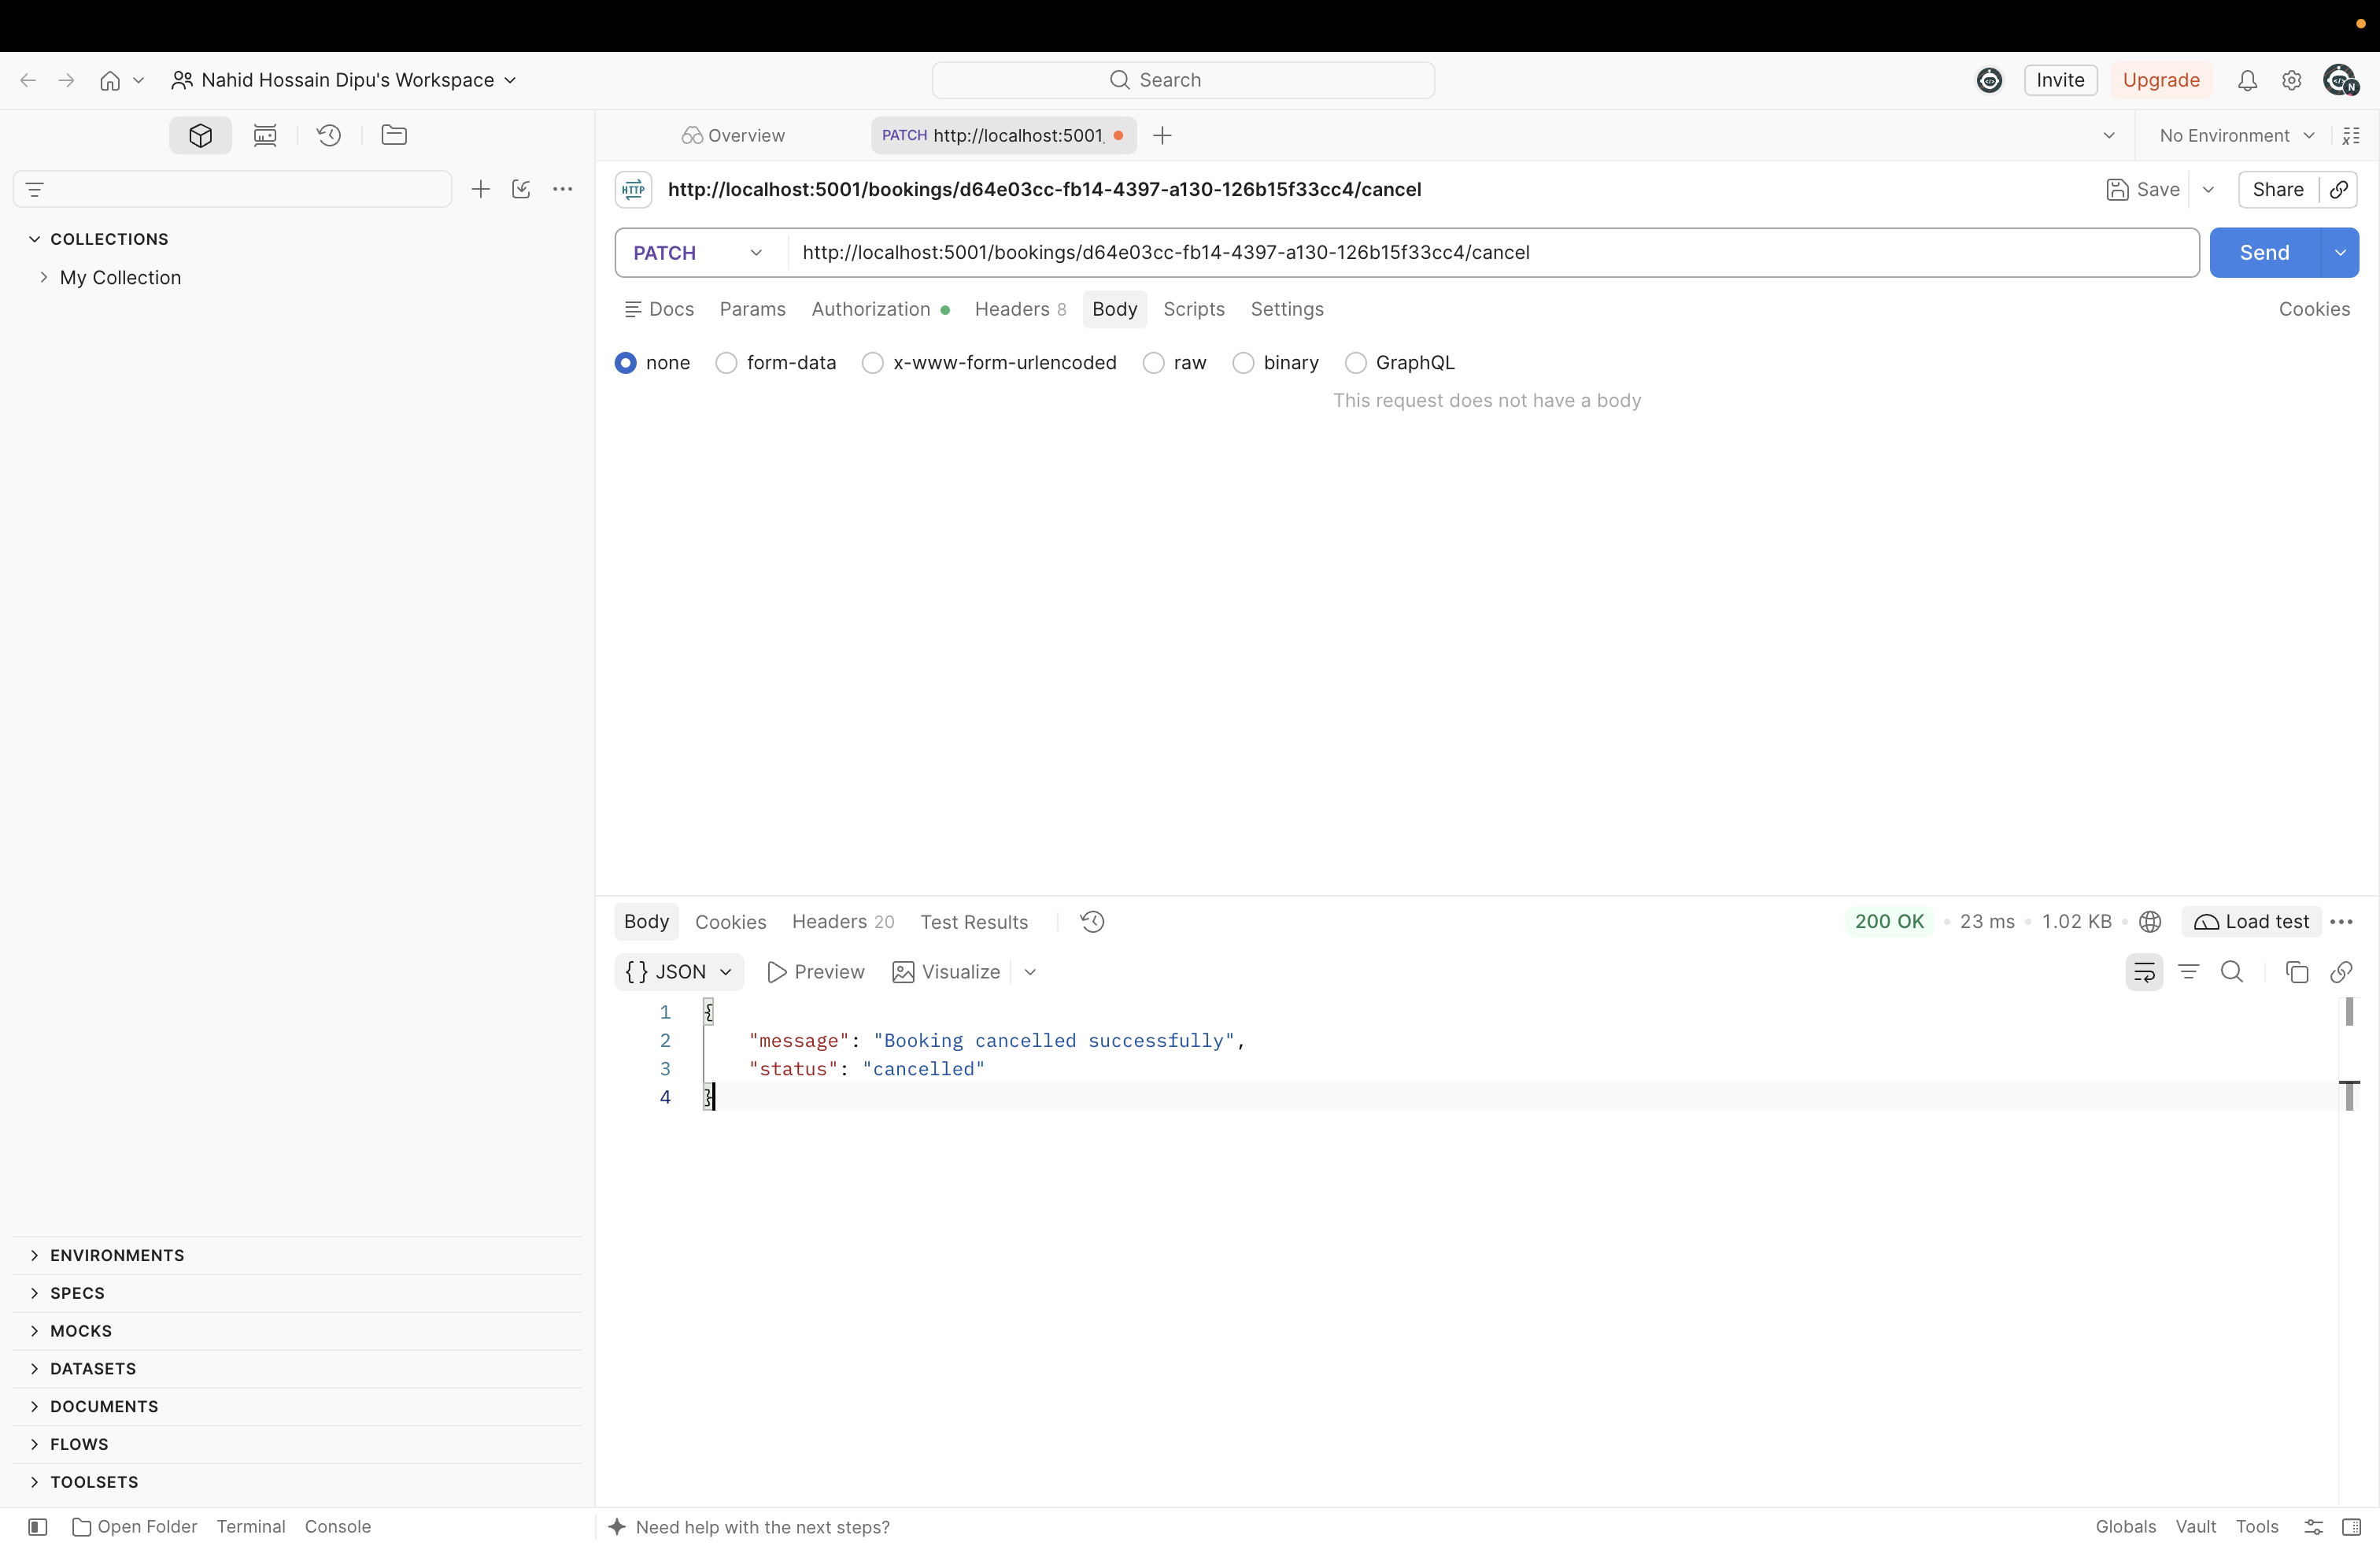 Nahid Hossain Dipu's Workspace
Search
Invite
Upgrade
N
Overview
PATCH http://localhost:5001
No Environment
COLLECTIONS
My Collection
HTTP
http://localhost:5001/bookings/d64e03cc-fb14-4397-a130-126b15f33cc4/cancel
Save
Share
PATCH
http://localhost:5001/bookings/d64e03cc-fb14-4397-a130-126b15f33cc4/cancel
Send
Docs Params Authorization Headers 8 Body Scripts Settings
Cookies
none form-data x-www-form-urlencoded raw binary GraphQL
This request does not have a body
Body Cookies Headers 20 Test Results
200 OK • 23 ms • 1.02 KB •
Load test
{} JSON Preview Visualize
1 {
2 "message": "Booking cancelled successfully",
3 "status": "cancelled"
4 }
ENVIRONMENTS
SPECS
MOCKS
DATASETS
DOCUMENTS
FLOWS
TOOLSETS
Open Folder Terminal Console
Need help with the next steps?
Globals Vault Tools